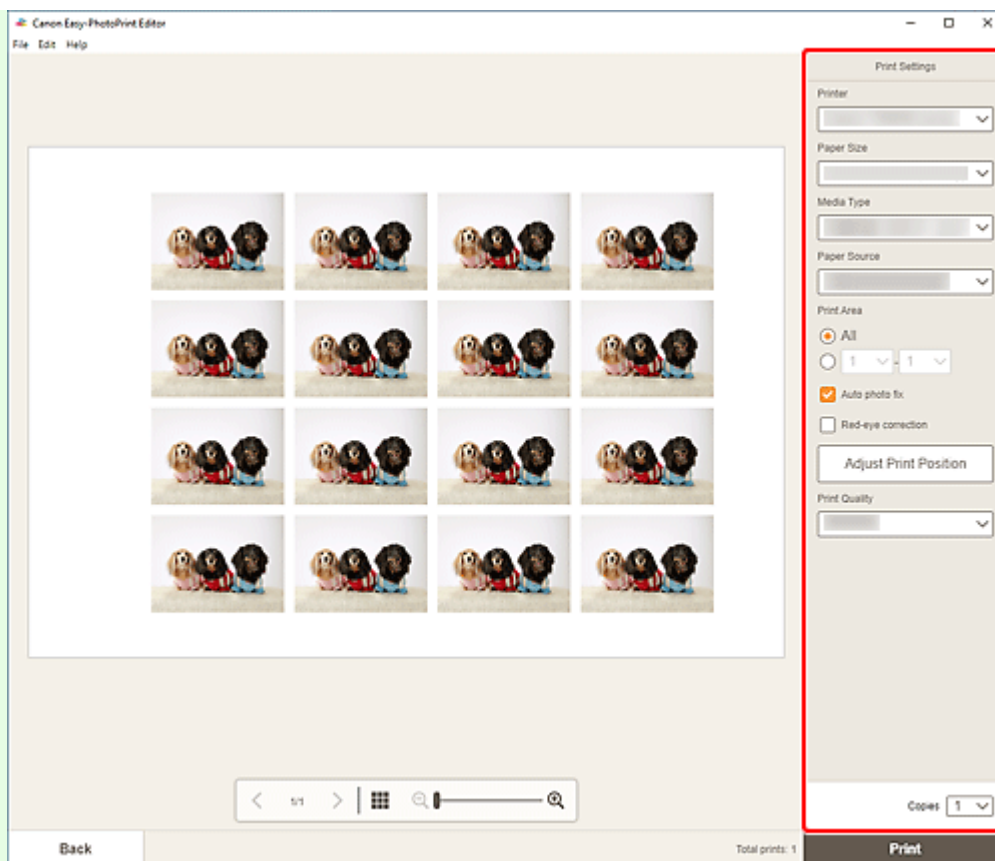 Canon Easy-PhotoPrint Editor
File Edit Help
Print Settings
Printer
Paper Size
Media Type
Paper Source
Print Area
All
1 - 1
Auto photo fix
Red-eye correction
Adjust Print Position
Print Quality
1/1
Copies 1
Back
Total prints: 1
Print